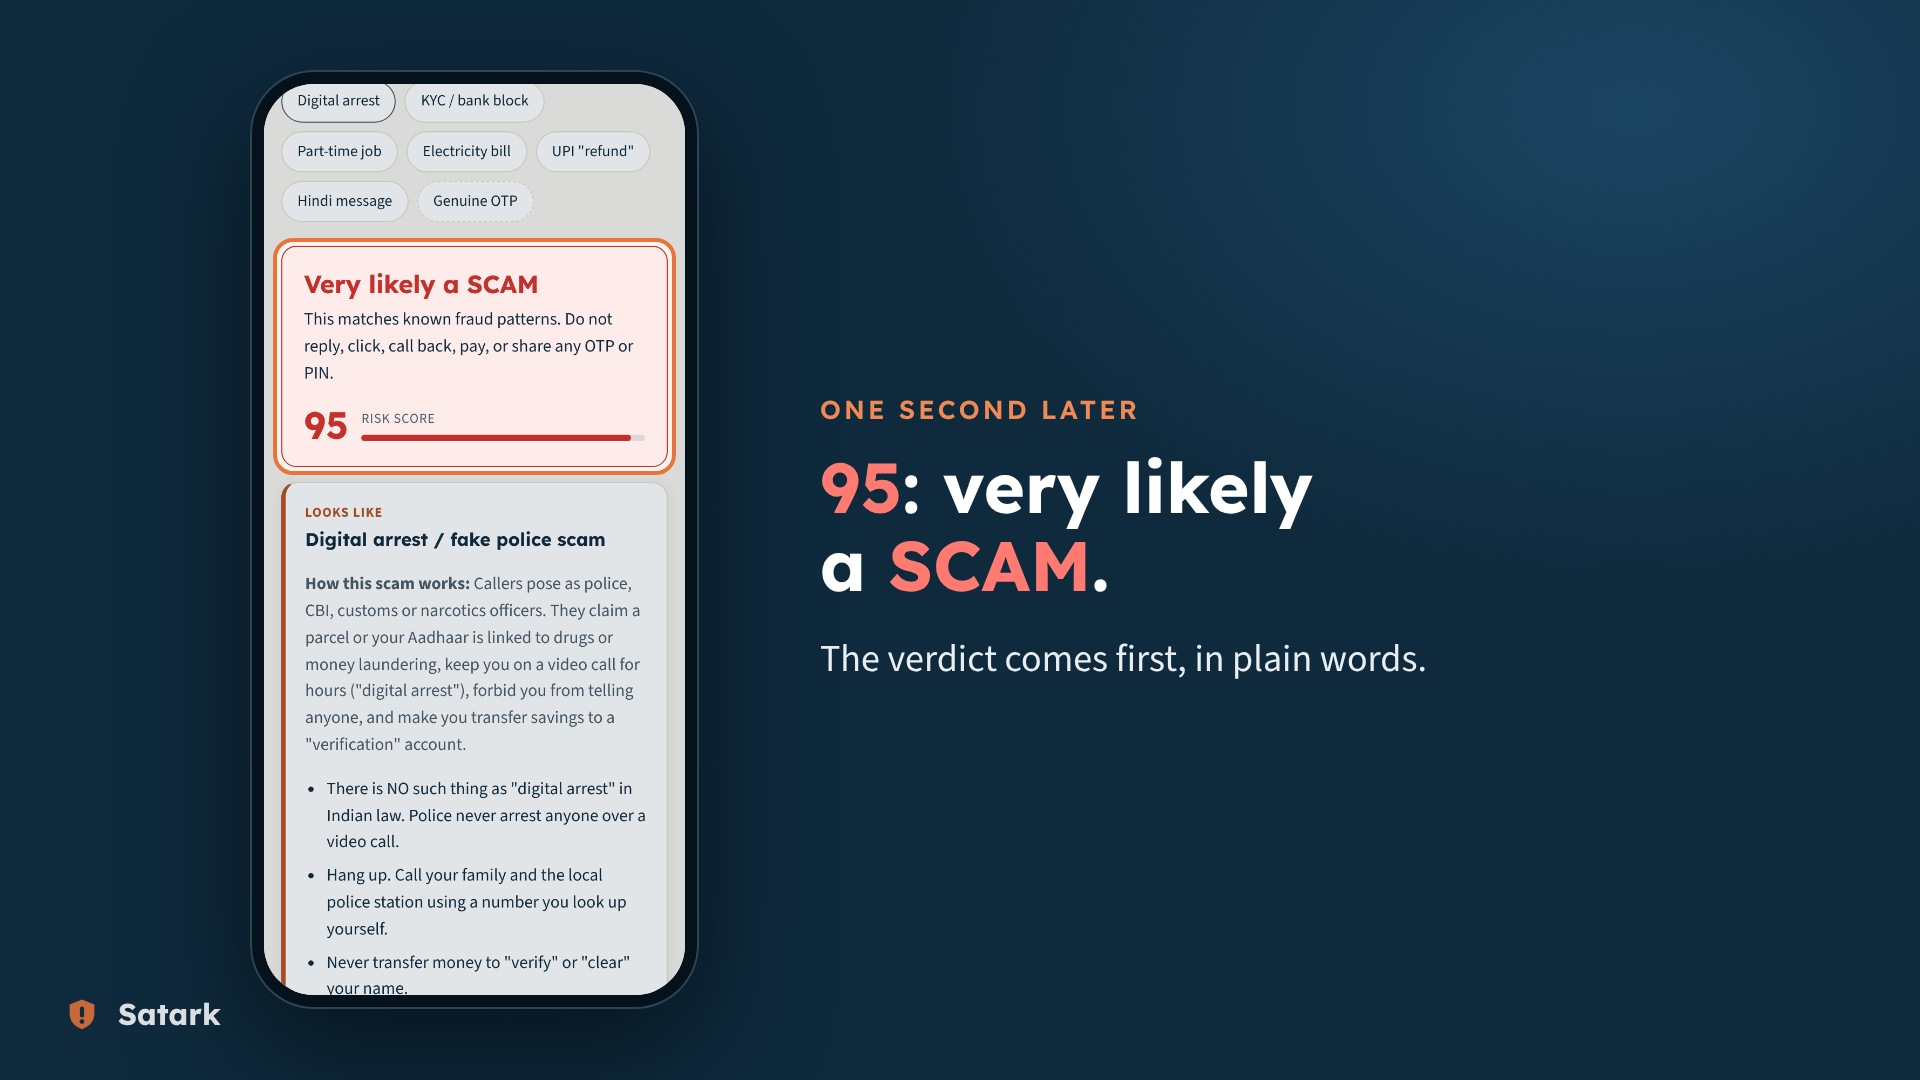 Digital arrest
KYC / bank block
Part-time job
Electricity bill
UPI "refund"
Hindi message
Genuine OTP
Very likely a SCAM
This matches known fraud patterns. Do not
reply, click, call back, pay, or share any OTP or
PIN.
95
RISK SCORE
LOOKS LIKE
Digital arrest / fake police scam
How this scam works: Callers pose as police,
CBI, customs or narcotics officers. They claim a
parcel or your Aadhaar is linked to drugs or
money laundering, keep you on a video call for
hours ("digital arrest"), forbid you from telling
anyone, and make you transfer savings to a
"verification" account.
• There is NO such thing as "digital arrest" in
Indian law. Police never arrest anyone over a
video call.
• Hang up. Call your family and the local
police station using a number you look up
yourself.
• Never transfer money to "verify" or "clear"
your name.
ONE SECOND LATER
95: very likely
a SCAM.
The verdict comes first, in plain words.
Satark